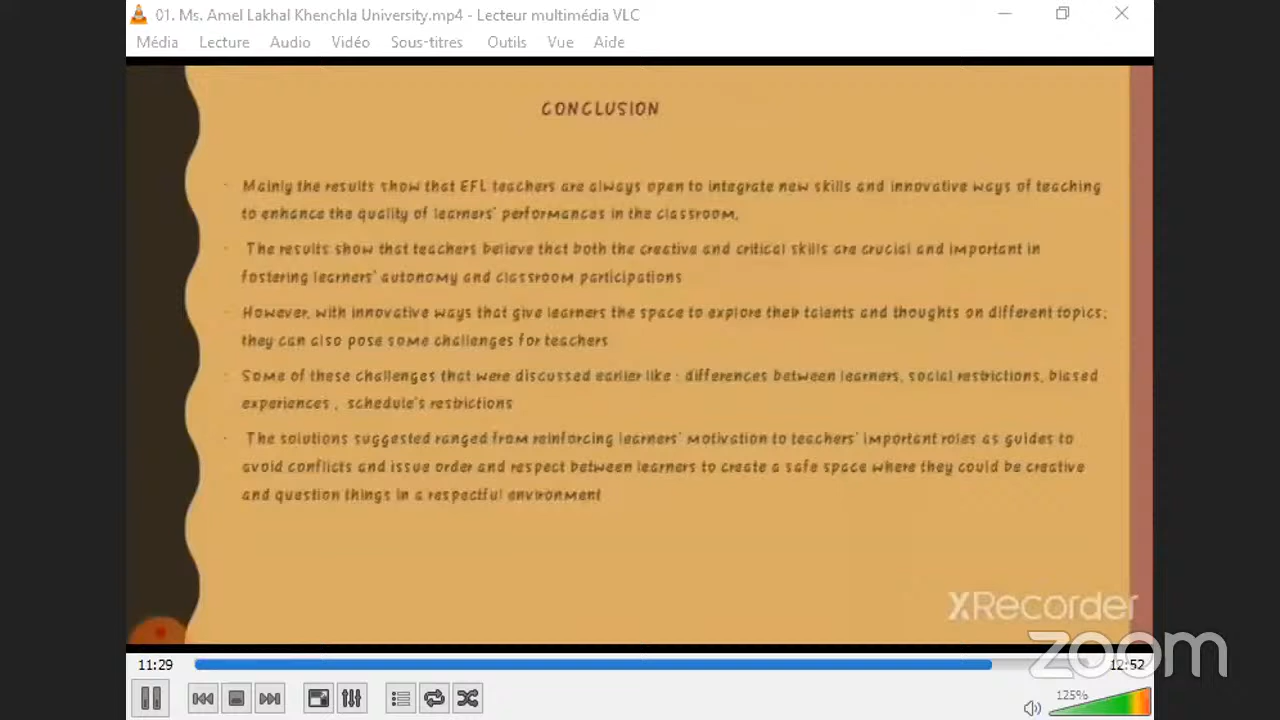 01. Ms. Amel Lakhal Khenchla University.mp4 - Lecteur multimédia VLC
Média Lecture Audio Vidéo Sous-titres Outils Vue Aide
CONCLUSION
· Mainly the results show that EFL teachers are always open to integrate new skills and innovative ways of teaching
to enhance the quality of learners' performances in the classroom.
· The results show that teachers believe that both the creative and critical skills are crucial and important in
fostering learners' autonomy and classroom participations
· However, with innovative ways that give learners the space to explore their talents and thoughts on different topics;
they can also pose some challenges for teachers
· Some of these challenges that were discussed earlier like : differences between learners, social restrictions, biased
experiences , schedule's restrictions
· The solutions suggested ranged from reinforcing learners' motivation to teachers' important roles as guides to
avoid conflicts and issue order and respect between learners to create a safe space where they could be creative
and question things in a respectful environment
XRecorder
zoom
11:29 12:52
125%